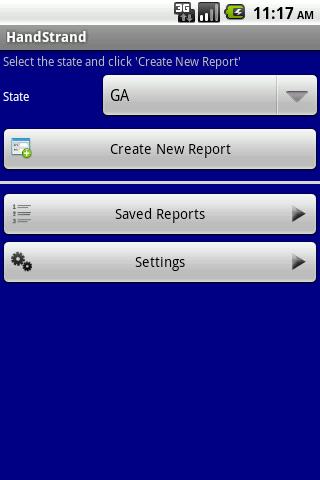 3G 11:17 AM
HandStrand
Select the state and click 'Create New Report'
State GA
Create New Report
Saved Reports
Settings